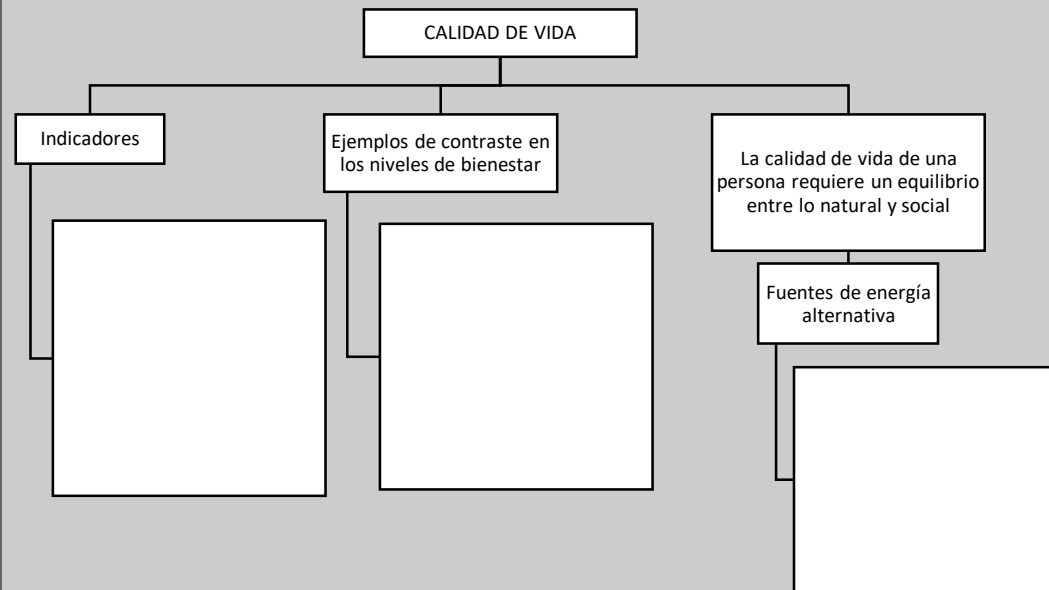 CALIDAD DE VIDA
Indicadores
Ejemplos de contraste en
los niveles de bienestar
La calidad de vida de una
persona requiere un equilibrio
entre lo natural y social
Fuentes de energía
alternativa